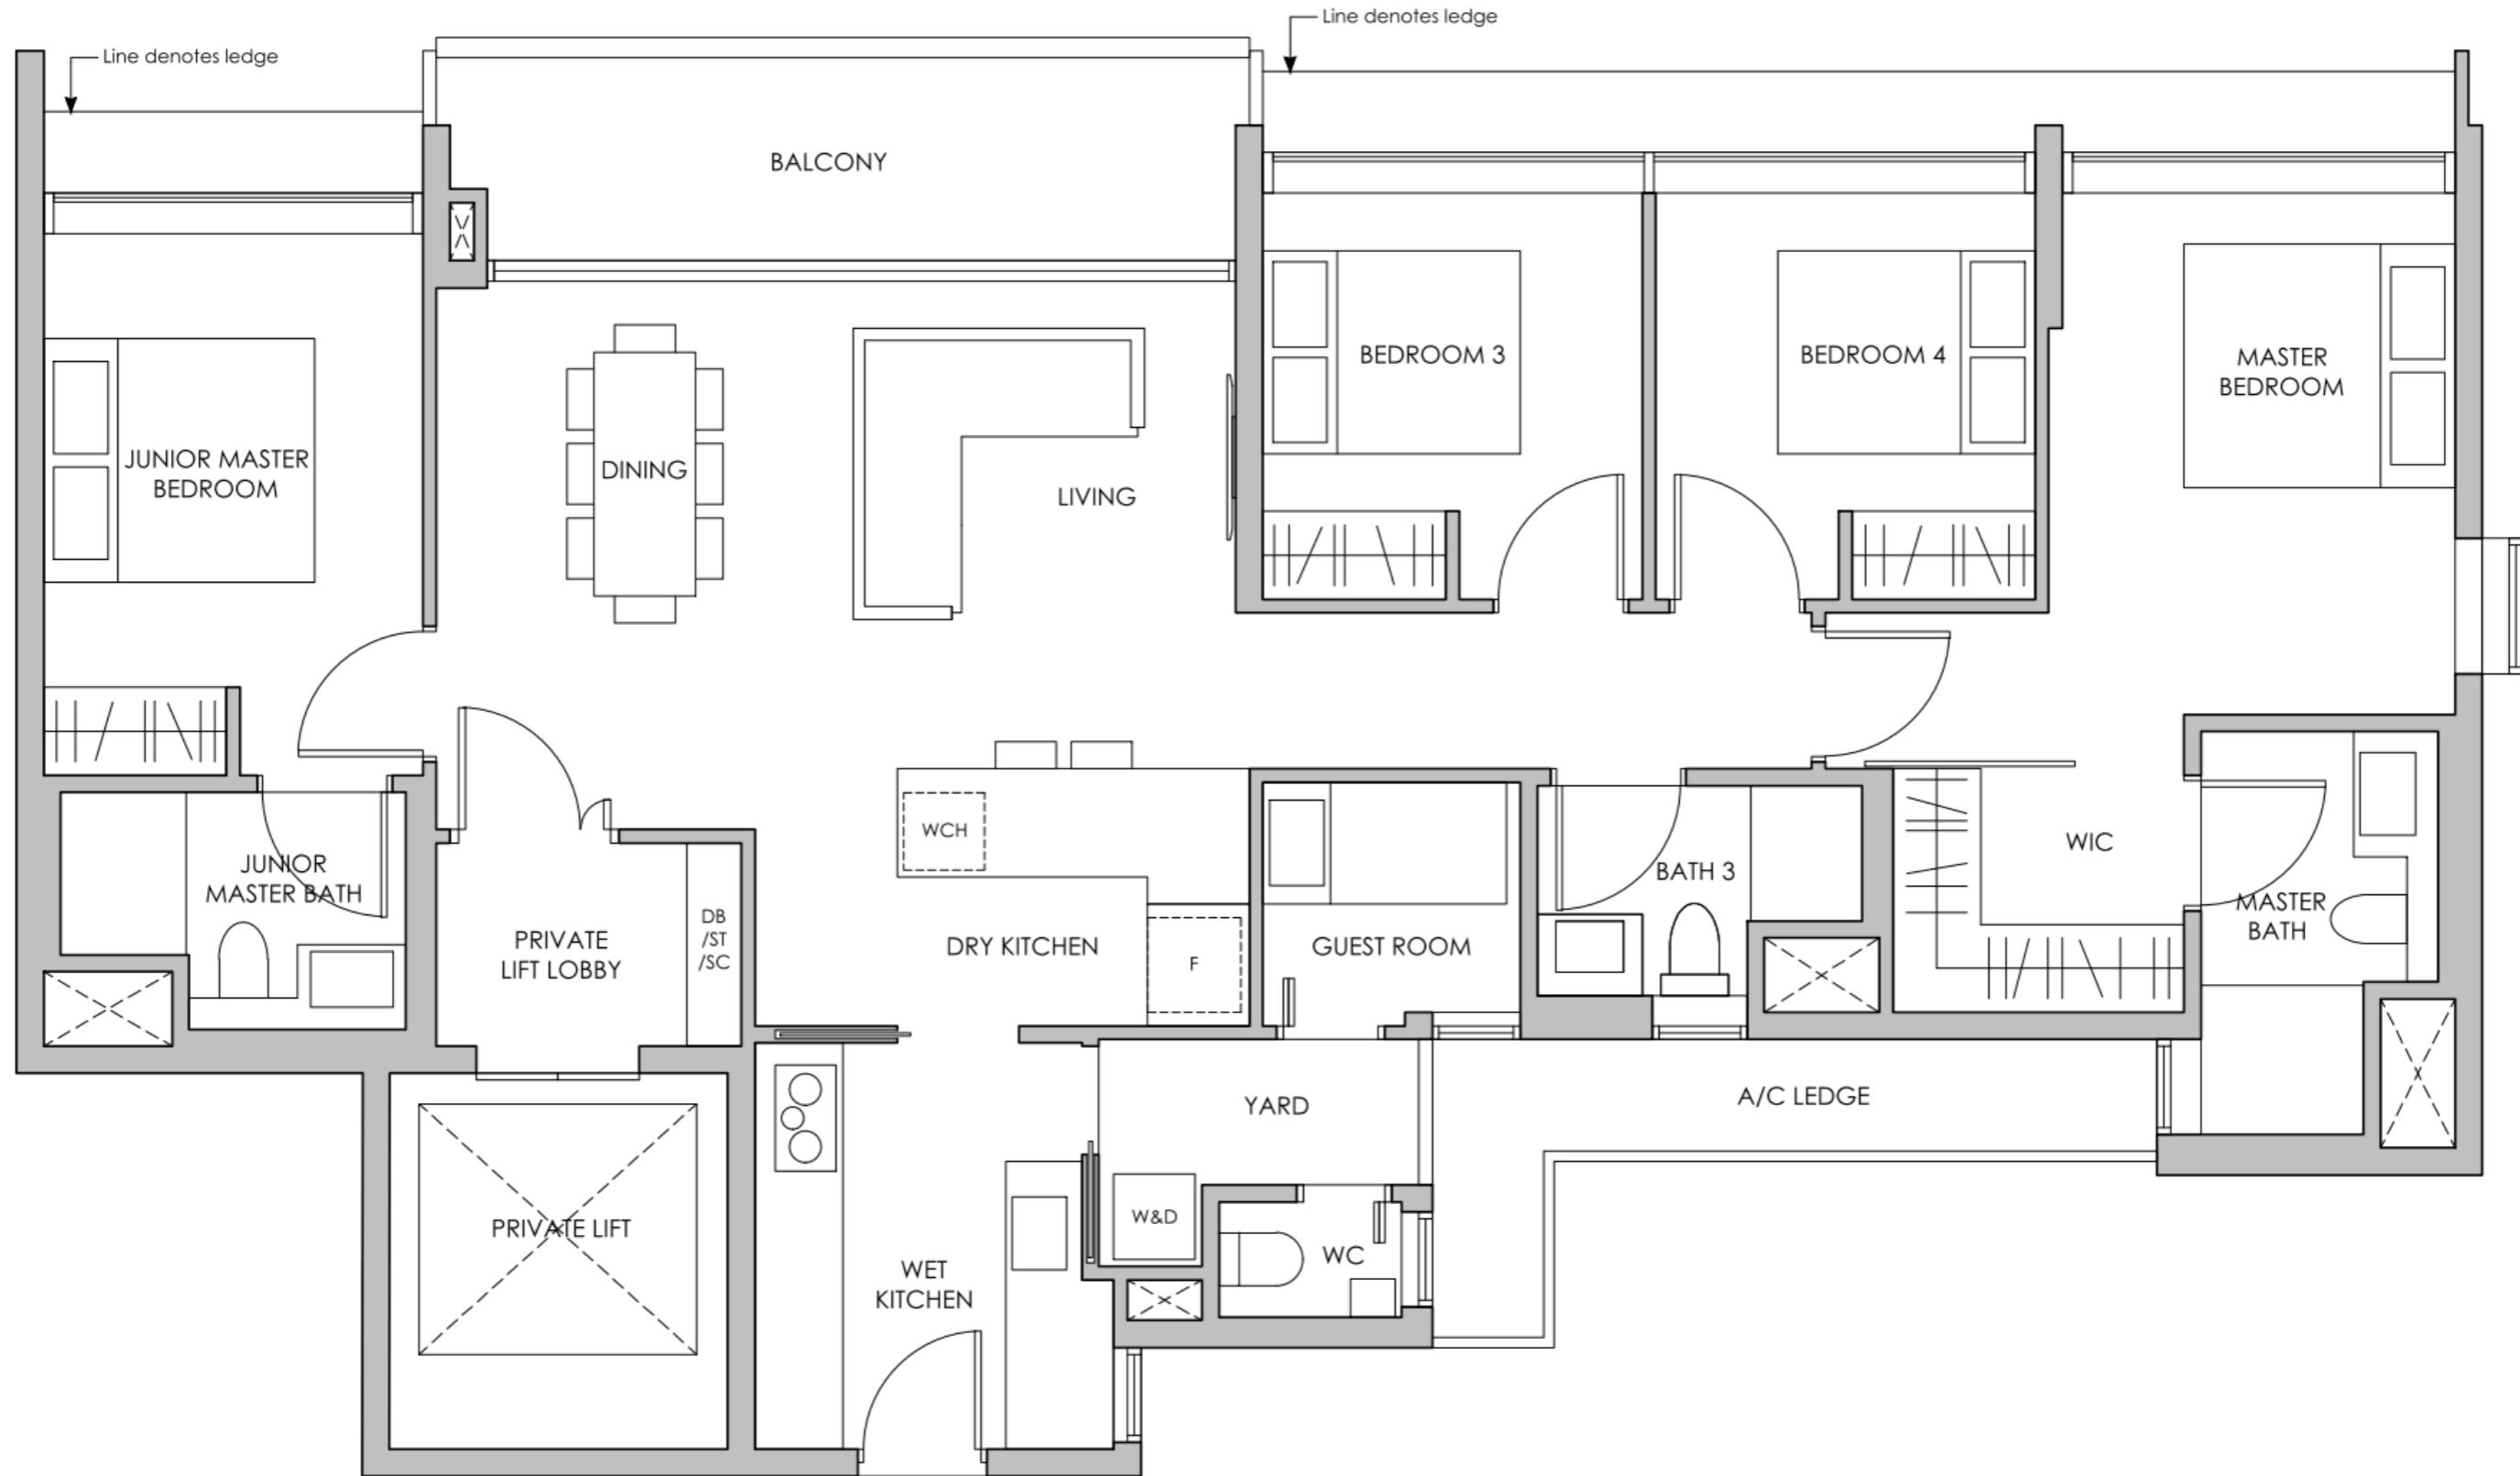 Line denotes ledge
Line denotes ledge
BALCONY
BEDROOM 3
BEDROOM 4
MASTER
BEDROOM
JUNIOR MASTER
BEDROOM
DINING
LIVING
WCH
JUNIOR
MASTER BATH
BATH 3
WIC
MASTER
BATH
DB
/ST
/SC
PRIVATE
LIFT LOBBY
DRY KITCHEN
F
GUEST ROOM
YARD
A/C LEDGE
PRIVATE LIFT
W&D
WC
WET
KITCHEN